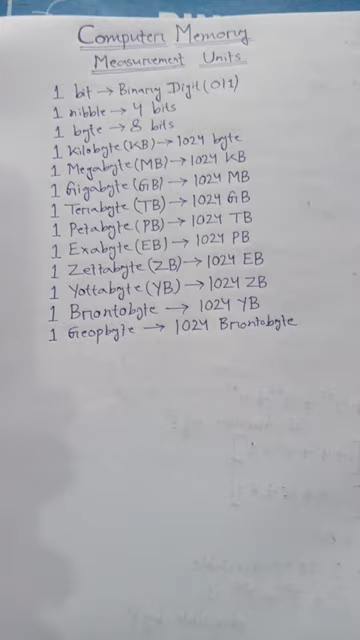 Computer Memory
Measurement Units
1 bit → Binary Digit (0/1)
1 nibble → 4 bits
1 byte → 8 bits
1 Kilobyte (KB) → 1024 byte
1 Megabyte (MB) → 1024 KB
1 Gigabyte (GB) → 1024 MB
1 Terrabyte (TB) → 1024 GB
1 Petabyte (PB) → 1024 TB
1 Exabyte (EB) → 1024 PB
1 Zettabyte (ZB) → 1024 EB
1 Yottabyte (YB) → 1024 ZB
1 Brontobyte → 1024 YB
1 Geopbyte → 1024 Brontobyte